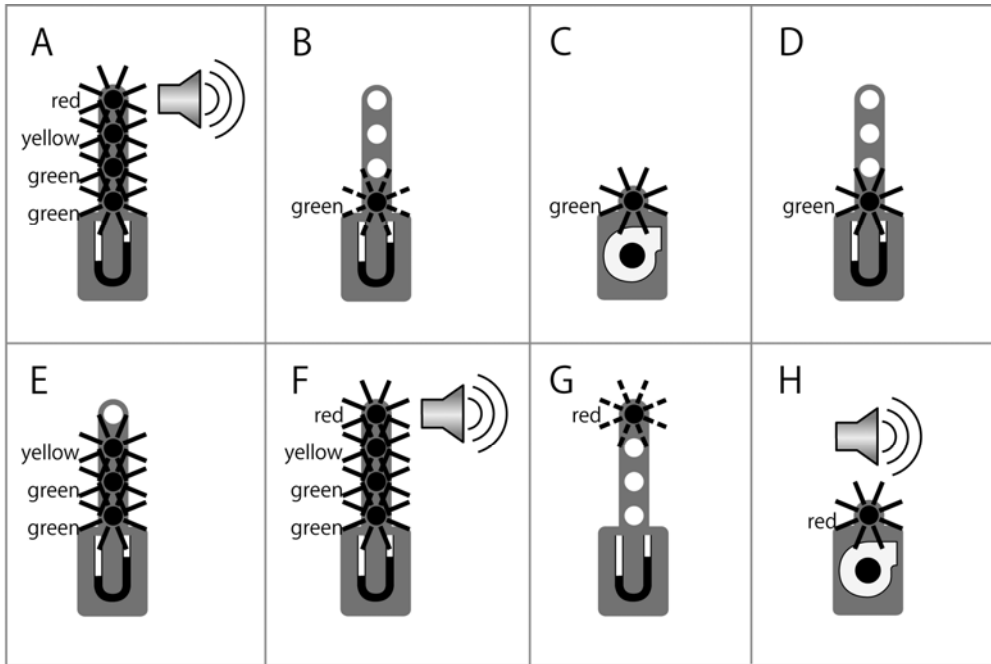 A
red
yellow
green
green
B
green
C
green
D
green
E
yellow
green
green
F
red
yellow
green
green
G
red
H
red